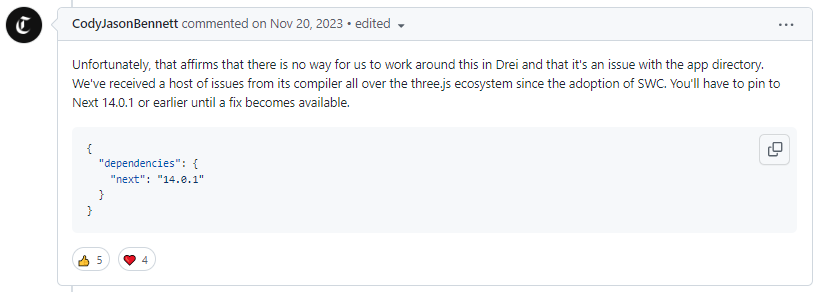 CodyJasonBennett commented on Nov 20, 2023 • edited
Unfortunately, that affirms that there is no way for us to work around this in Drei and that it's an issue with the app directory.
We've received a host of issues from its compiler all over the three.js ecosystem since the adoption of SWC. You'll have to pin to
Next 14.0.1 or earlier until a fix becomes available.
{
  "dependencies": {
    "next": "14.0.1"
  }
}
👍 5 ❤️ 4